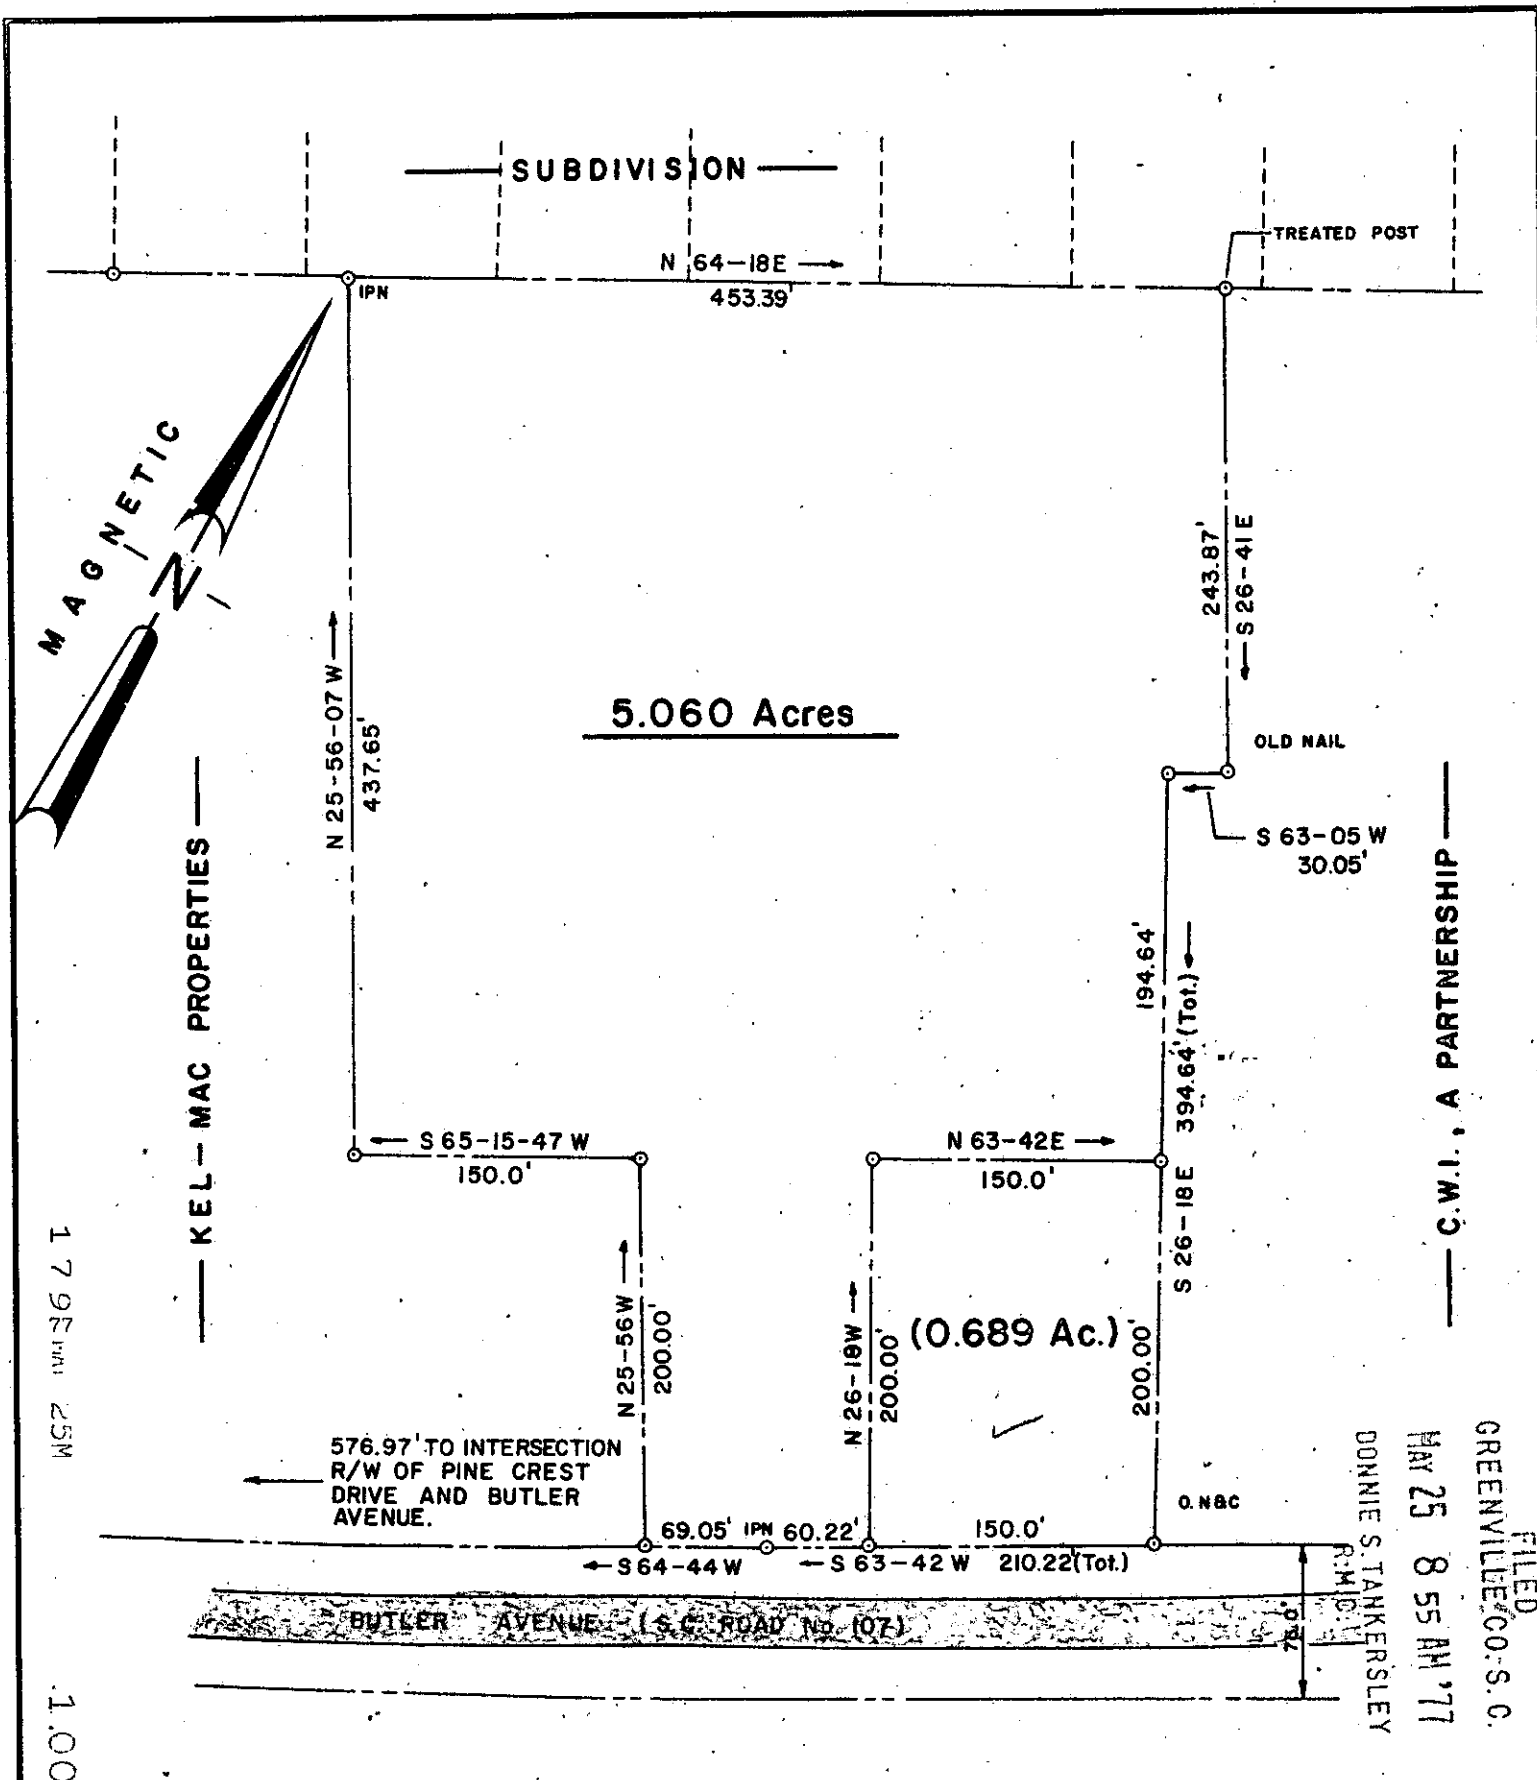 SUBDIVISION
TREATED POST
N 64-18E
453.39'
IPN
MAGNETIC
N
243.87'
S 26-41 E
N 25-56-07 W
437.65'
5.060 Acres
OLD NAIL
S 63-05 W
30.05'
KEL-MAC PROPERTIES
C.W.I., A PARTNERSHIP
194.64'
394.64' (Tot.)
S 65-15-47 W
150.0'
N 63-42E
150.0'
S 26-18E
N 25-56W
200.00'
N 26-18W
200.00'
(0.689 Ac.)
200.00'
576.97' TO INTERSECTION
R/W OF PINE CREST
DRIVE AND BUTLER
AVENUE.
O. N&C
69.05'
IPN
60.22'
150.0'
S 64-44 W
S 63-42 W
210.22'(Tot.)
BUTLER AVENUE (S.C. ROAD No. 107)
FILED
GREENVILLE CO. S. C.
MAY 25 8 55 AM '77
DONNIE S. TANKERSLEY
R.M.C.
25M
1.00